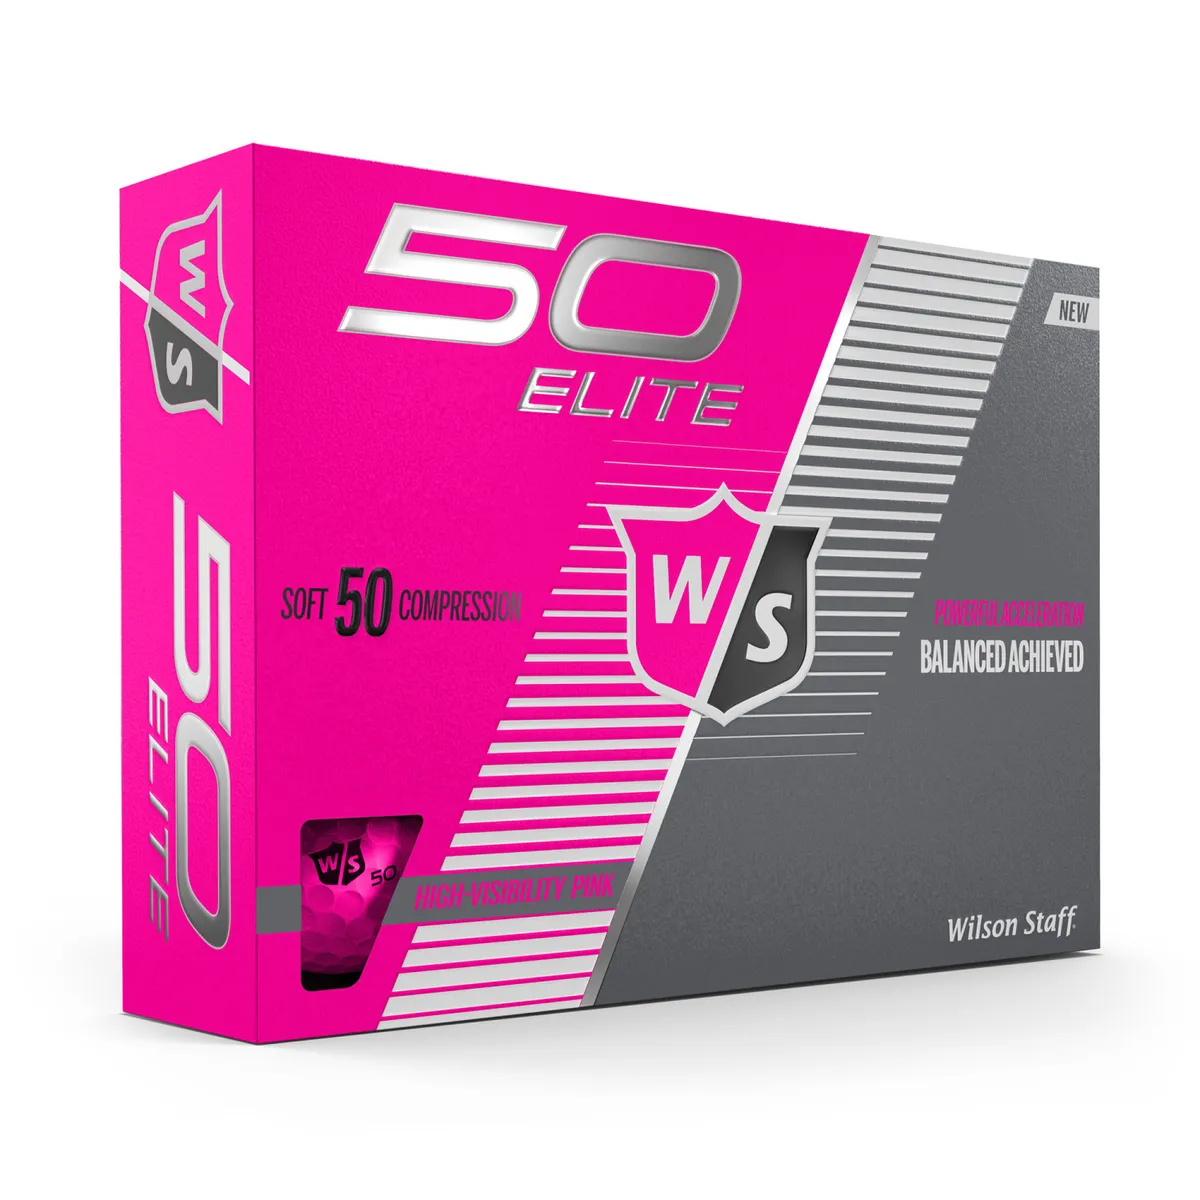 50
ELITE
NEW
W
S
SOFT 50 COMPRESSION
POWERFUL ACCELERATION
BALANCED ACHIEVED
W S
50
HIGH-VISIBILITY PINK
Wilson Staff
W
S
50
ELITE